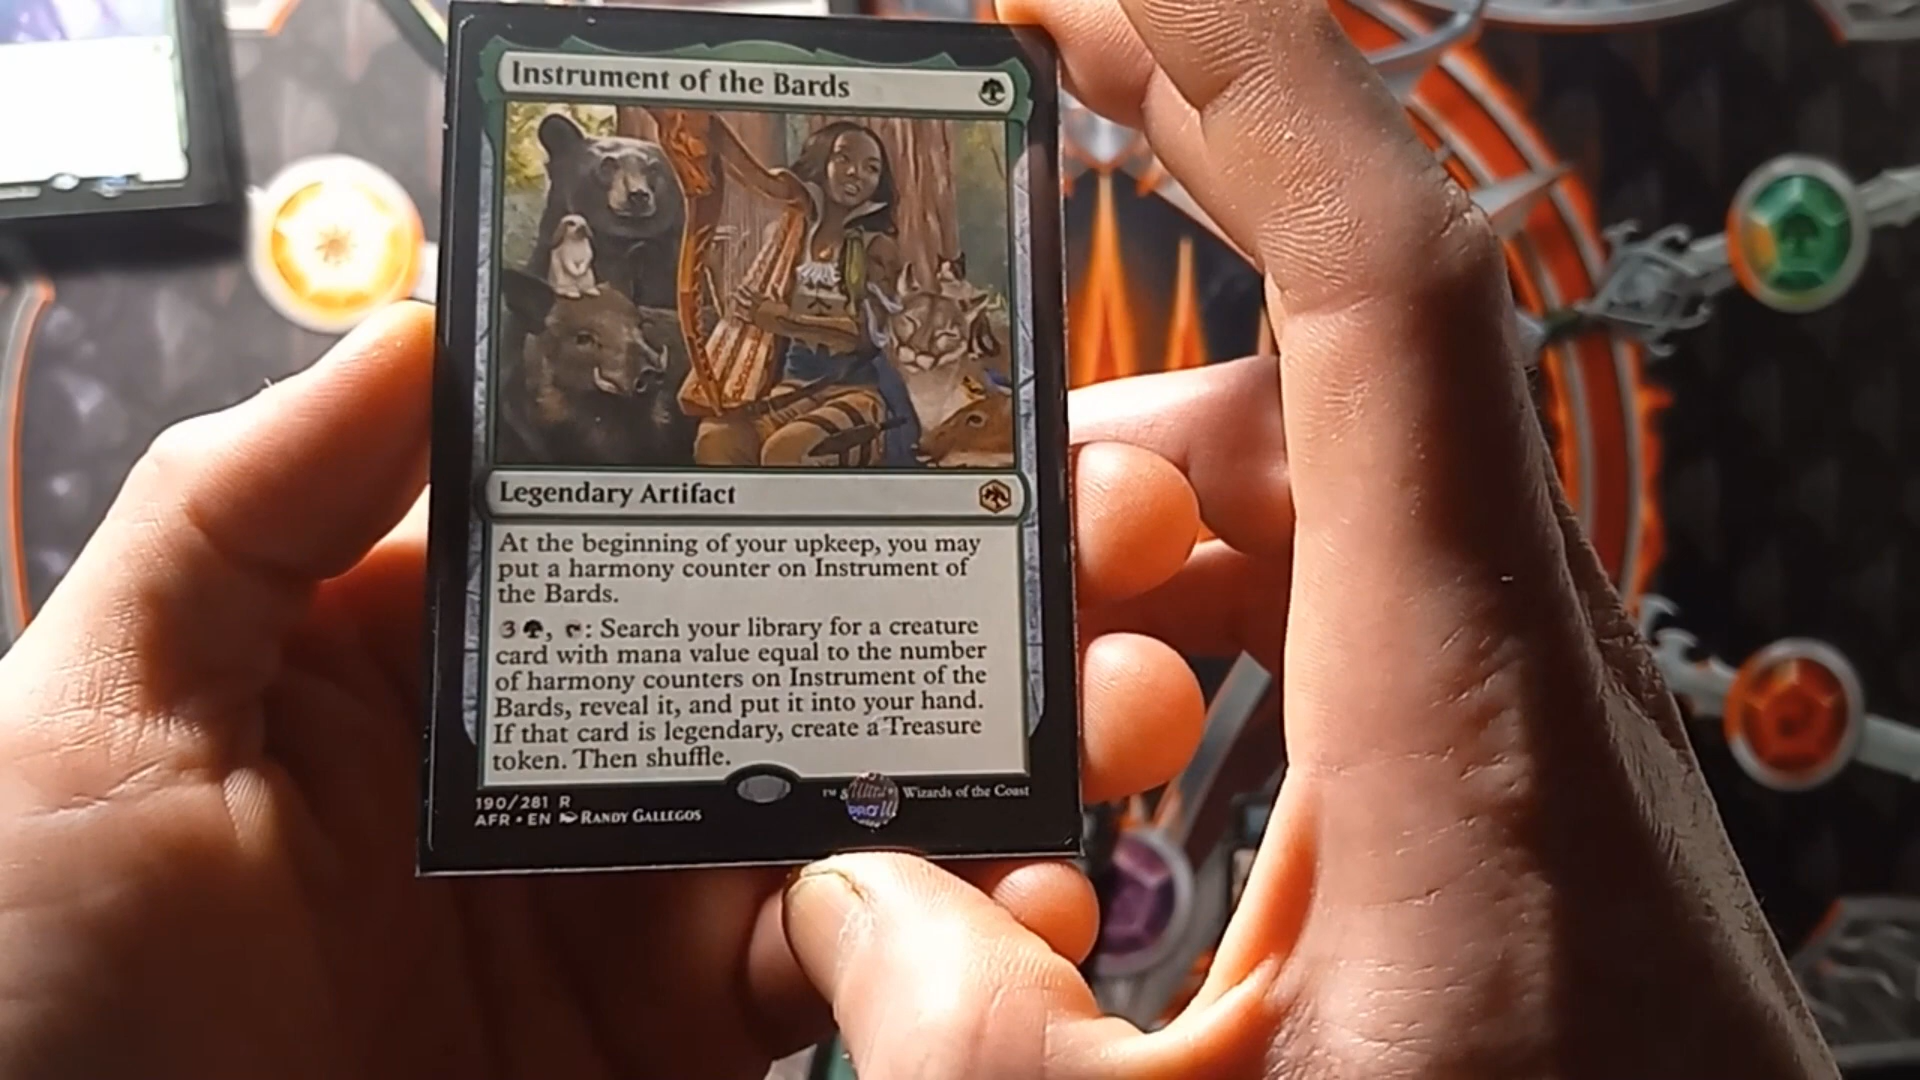 Instrument of the Bards
Legendary Artifact
At the beginning of your upkeep, you may
put a harmony counter on Instrument of
the Bards.
3 , : Search your library for a creature
card with mana value equal to the number
of harmony counters on Instrument of the
Bards, reveal it, and put it into your hand.
If that card is legendary, create a Treasure
token. Then shuffle.
190/281 R
™ & Wizards of the Coast
AFR • EN RANDY GALLEGOS